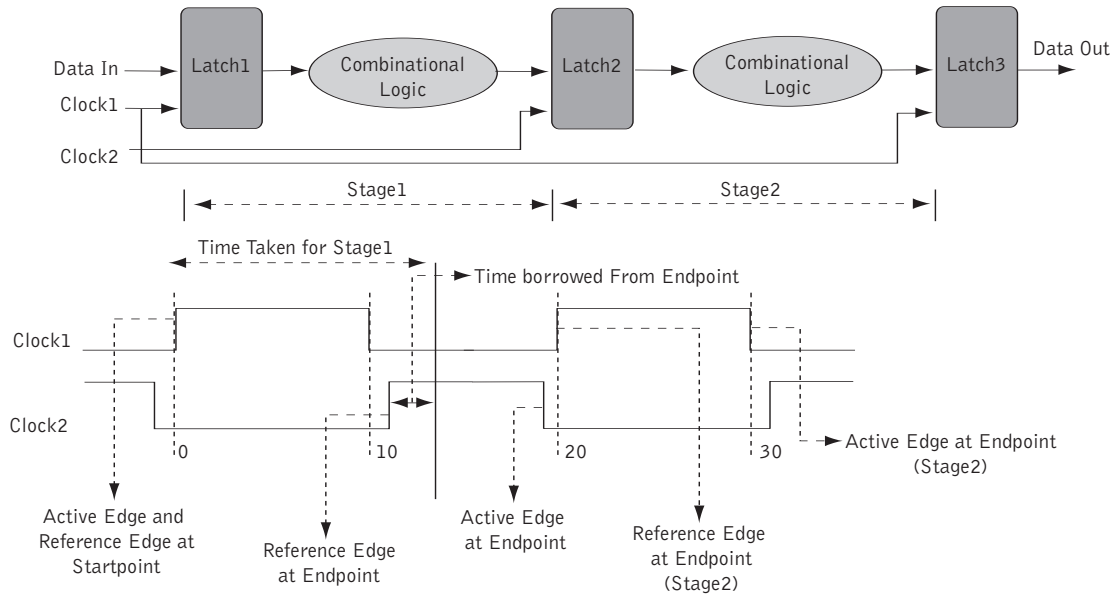 Latch1
Combinational
Logic
Latch2
Combinational
Logic
Latch3
Data Out
Data In
Clock1
Clock2
Stage1
Stage2
Time Taken for Stage1
Time borrowed From Endpoint
Clock1
Clock2
0
10
20
30
Active Edge and
Reference Edge at
Startpoint
Reference Edge
at Endpoint
Active Edge
at Endpoint
Reference Edge
at Endpoint
(Stage2)
Active Edge at Endpoint
(Stage2)